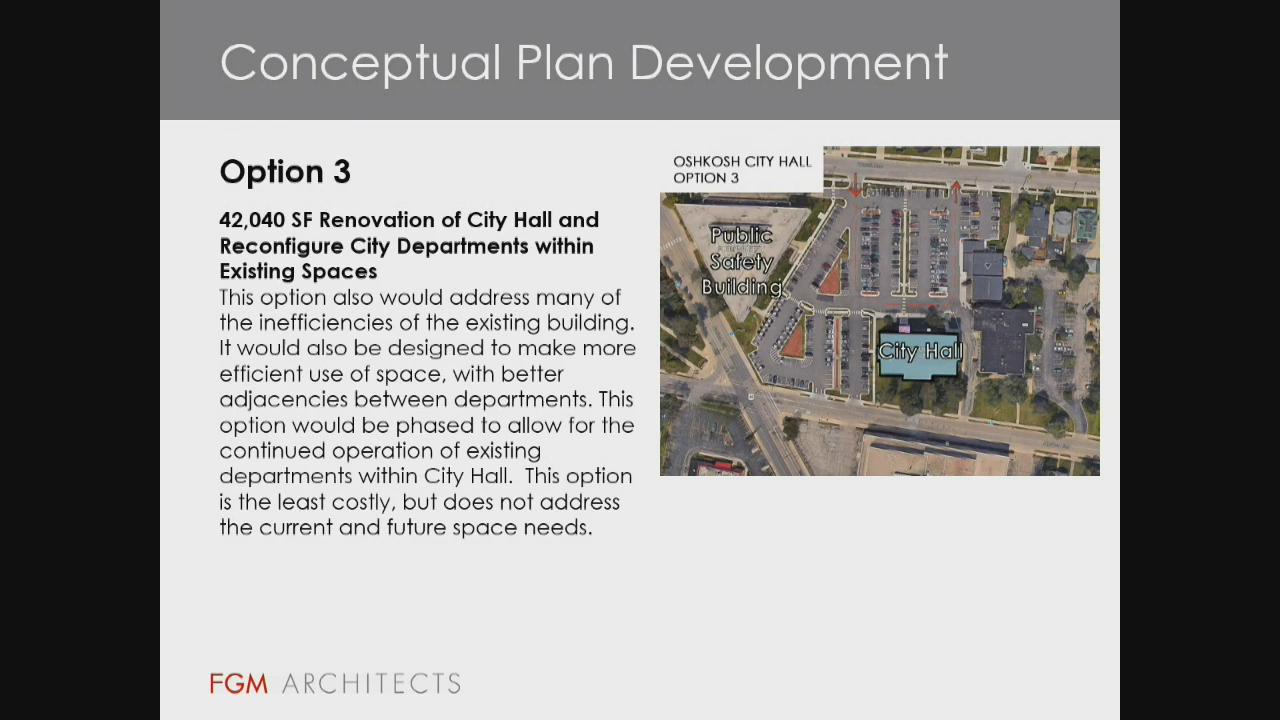 Conceptual Plan Development
Option 3
42,040 SF Renovation of City Hall and
Reconfigure City Departments within
Existing Spaces
This option also would address many of
the inefficiencies of the existing building.
It would also be designed to make more
efficient use of space, with better
adjacencies between departments. This
option would be phased to allow for the
continued operation of existing
departments within City Hall.  This option
is the least costly, but does not address
the current and future space needs.
OSHKOSH CITY HALL
OPTION 3
Public
Safety
Building
City Hall
FGM ARCHITECTS